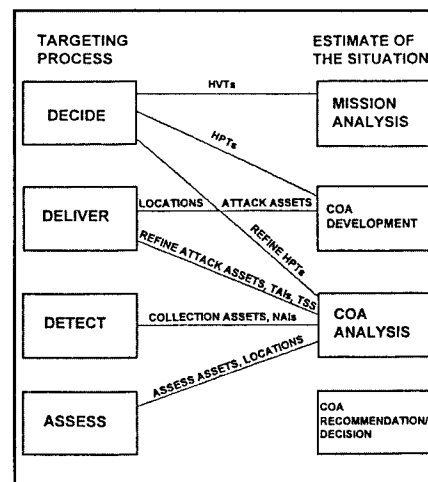 TARGETING
PROCESS
ESTIMATE OF
THE SITUATION
DECIDE
HVTs
MISSION
ANALYSIS
HPTs
DELIVER
LOCATIONS
ATTACK ASSETS
COA
DEVELOPMENT
REFINE HPTs
REFINE ATTACK ASSETS, TAIs, TSS
DETECT
COLLECTION ASSETS, NAIs
COA
ANALYSIS
ASSESS ASSETS, LOCATIONS
ASSESS
COA
RECOMMENDATION/
DECISION